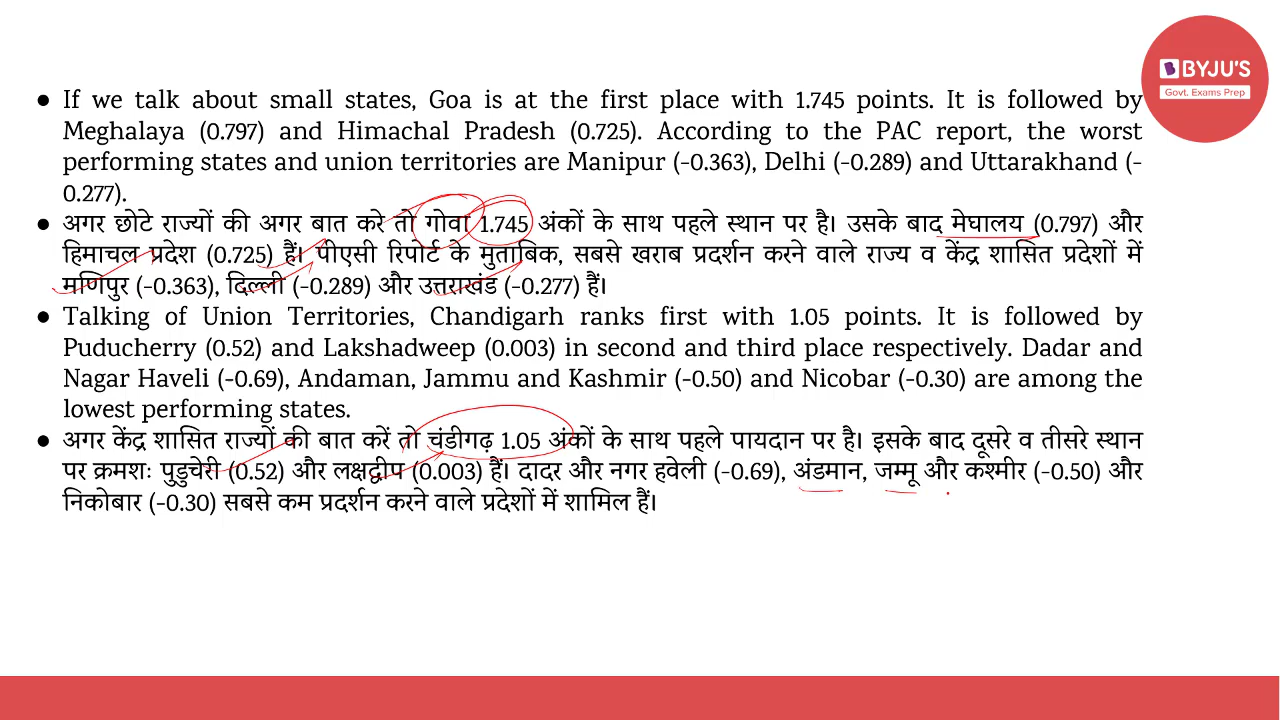 BYJU'S
Govt. Exams Prep
● If we talk about small states, Goa is at the first place with 1.745 points. It is followed by
Meghalaya (0.797) and Himachal Pradesh (0.725). According to the PAC report, the worst
performing states and union territories are Manipur (-0.363), Delhi (-0.289) and Uttarakhand (-
0.277).
● अगर छोटे राज्यों की अगर बात करे तो गोवा 1.745 अंकों के साथ पहले स्थान पर है। उसके बाद मेघालय (0.797) और
हिमाचल प्रदेश (0.725) हैं। पीएसी रिपोर्ट के मुताबिक, सबसे खराब प्रदर्शन करने वाले राज्य व केंद्र शासित प्रदेशों में
मणिपुर (-0.363), दिल्ली (-0.289) और उत्तराखंड (-0.277) हैं।
● Talking of Union Territories, Chandigarh ranks first with 1.05 points. It is followed by
Puducherry (0.52) and Lakshadweep (0.003) in second and third place respectively. Dadar and
Nagar Haveli (-0.69), Andaman, Jammu and Kashmir (-0.50) and Nicobar (-0.30) are among the
lowest performing states.
● अगर केंद्र शासित राज्यों की बात करें तो चंडीगढ़ 1.05 अंकों के साथ पहले पायदान पर है। इसके बाद दूसरे व तीसरे स्थान
पर क्रमशः पुडुचेरी (0.52) और लक्षद्वीप (0.003) हैं। दादर और नगर हवेली (-0.69), अंडमान, जम्मू और कश्मीर (-0.50) और
निकोबार (-0.30) सबसे कम प्रदर्शन करने वाले प्रदेशों में शामिल हैं।